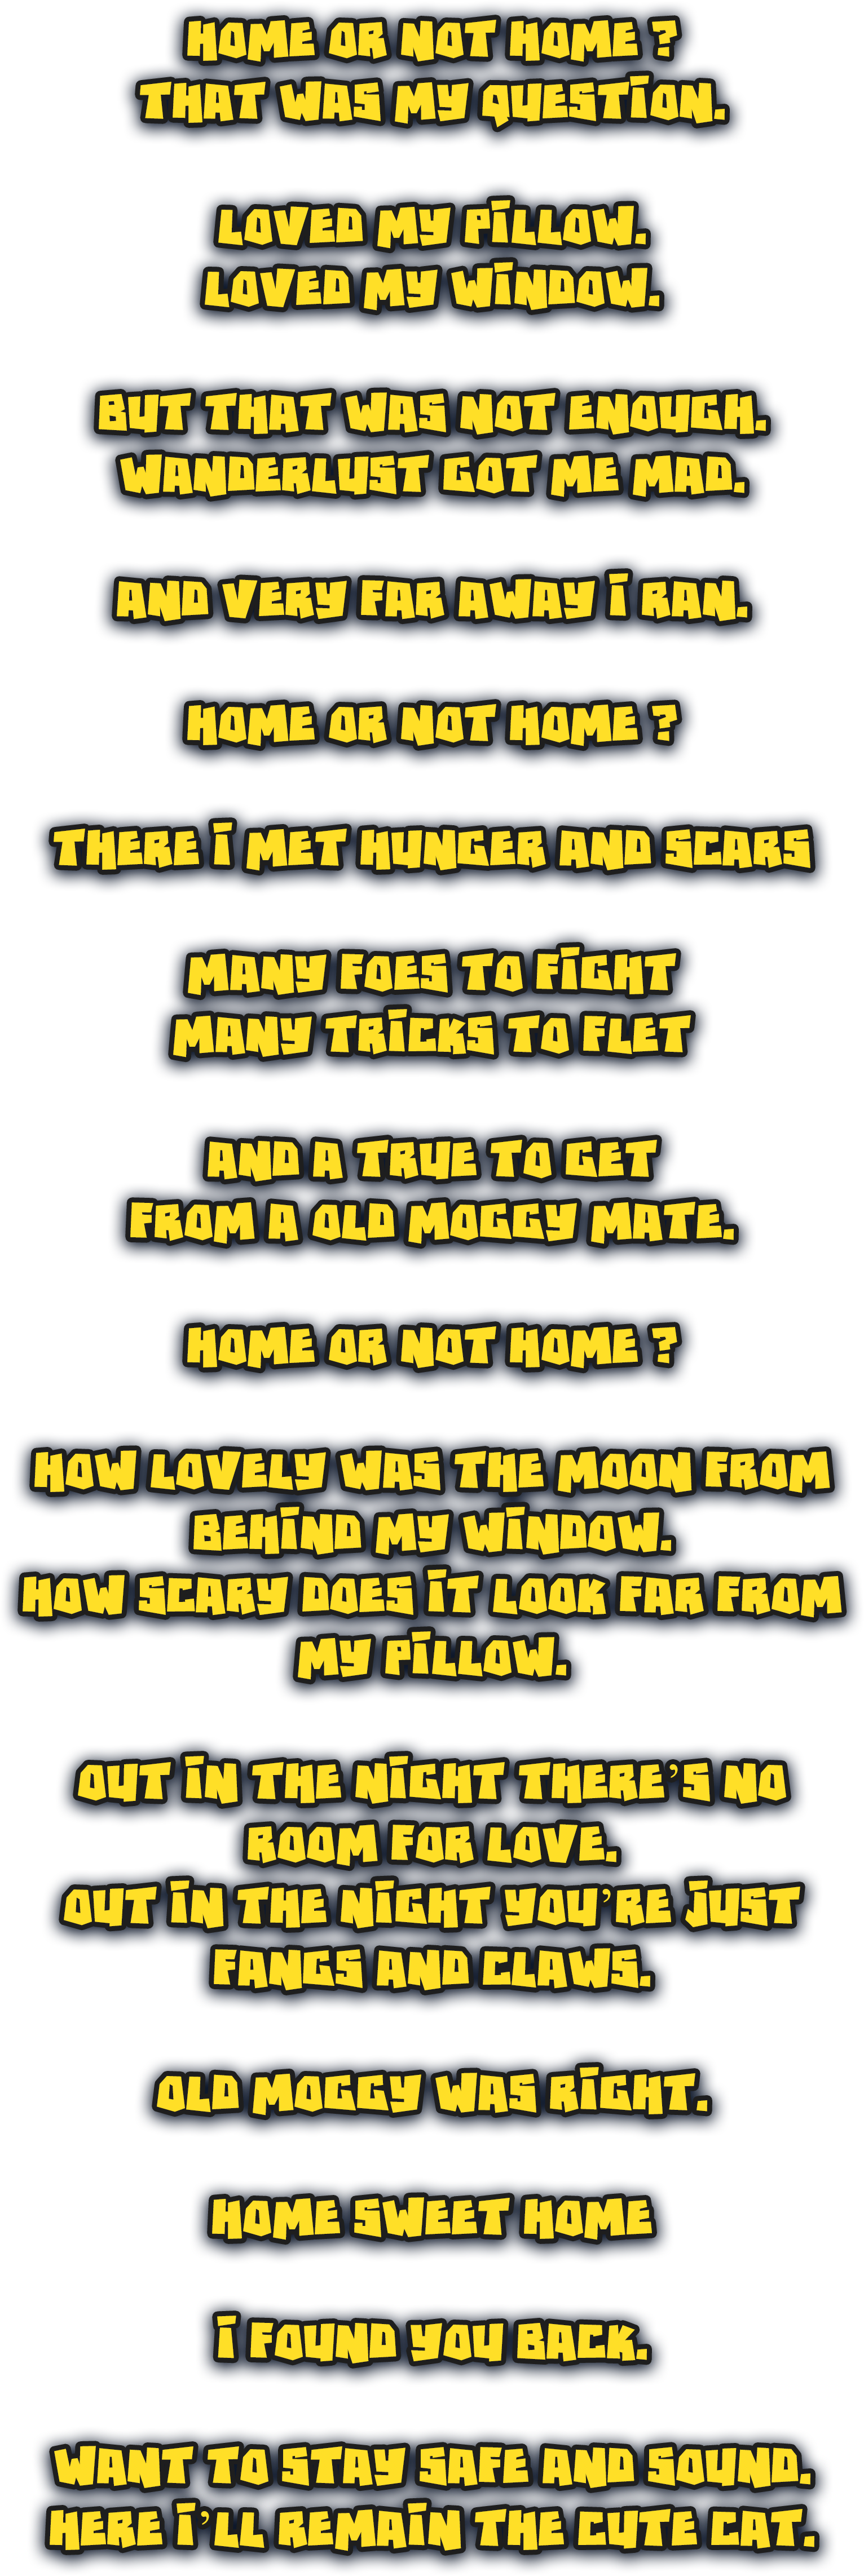 HOME OR NOT HOME ?
THAT WAS MY QUESTION.
LOVED MY PILLOW.
LOVED MY WINDOW.
BUT THAT WAS NOT ENOUGH.
WANDERLUST GOT ME MAD.
AND VERY FAR AWAY I RAN.
HOME OR NOT HOME ?
THERE I MET HUNGER AND SCARS
MANY FOES TO FIGHT
MANY TRICKS TO FLET
AND A TRUE TO GET
FROM A OLD MOGGY MATE.
HOME OR NOT HOME ?
HOW LOVELY WAS THE MOON FROM
BEHIND MY WINDOW.
HOW SCARY DOES IT LOOK FAR FROM
MY PILLOW.
OUT IN THE NIGHT THERE’S NO
ROOM FOR LOVE.
OUT IN THE NIGHT YOU’RE JUST
FANGS AND CLAWS.
OLD MOGGY WAS RIGHT.
HOME SWEET HOME
I FOUND YOU BACK.
WANT TO STAY SAFE AND SOUND.
HERE I’LL REMAIN THE CUTE CAT.